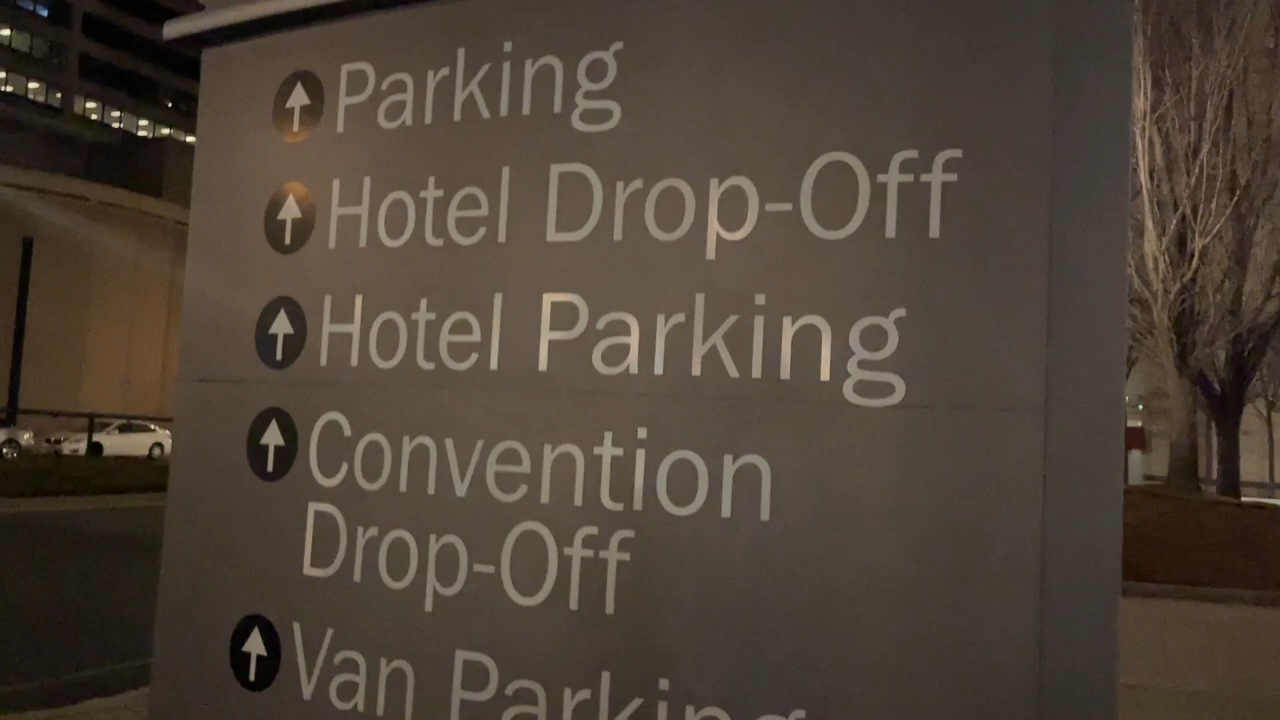 Parking
Hotel Drop-Off
Hotel Parking
Convention
Drop-Off
Van Parking